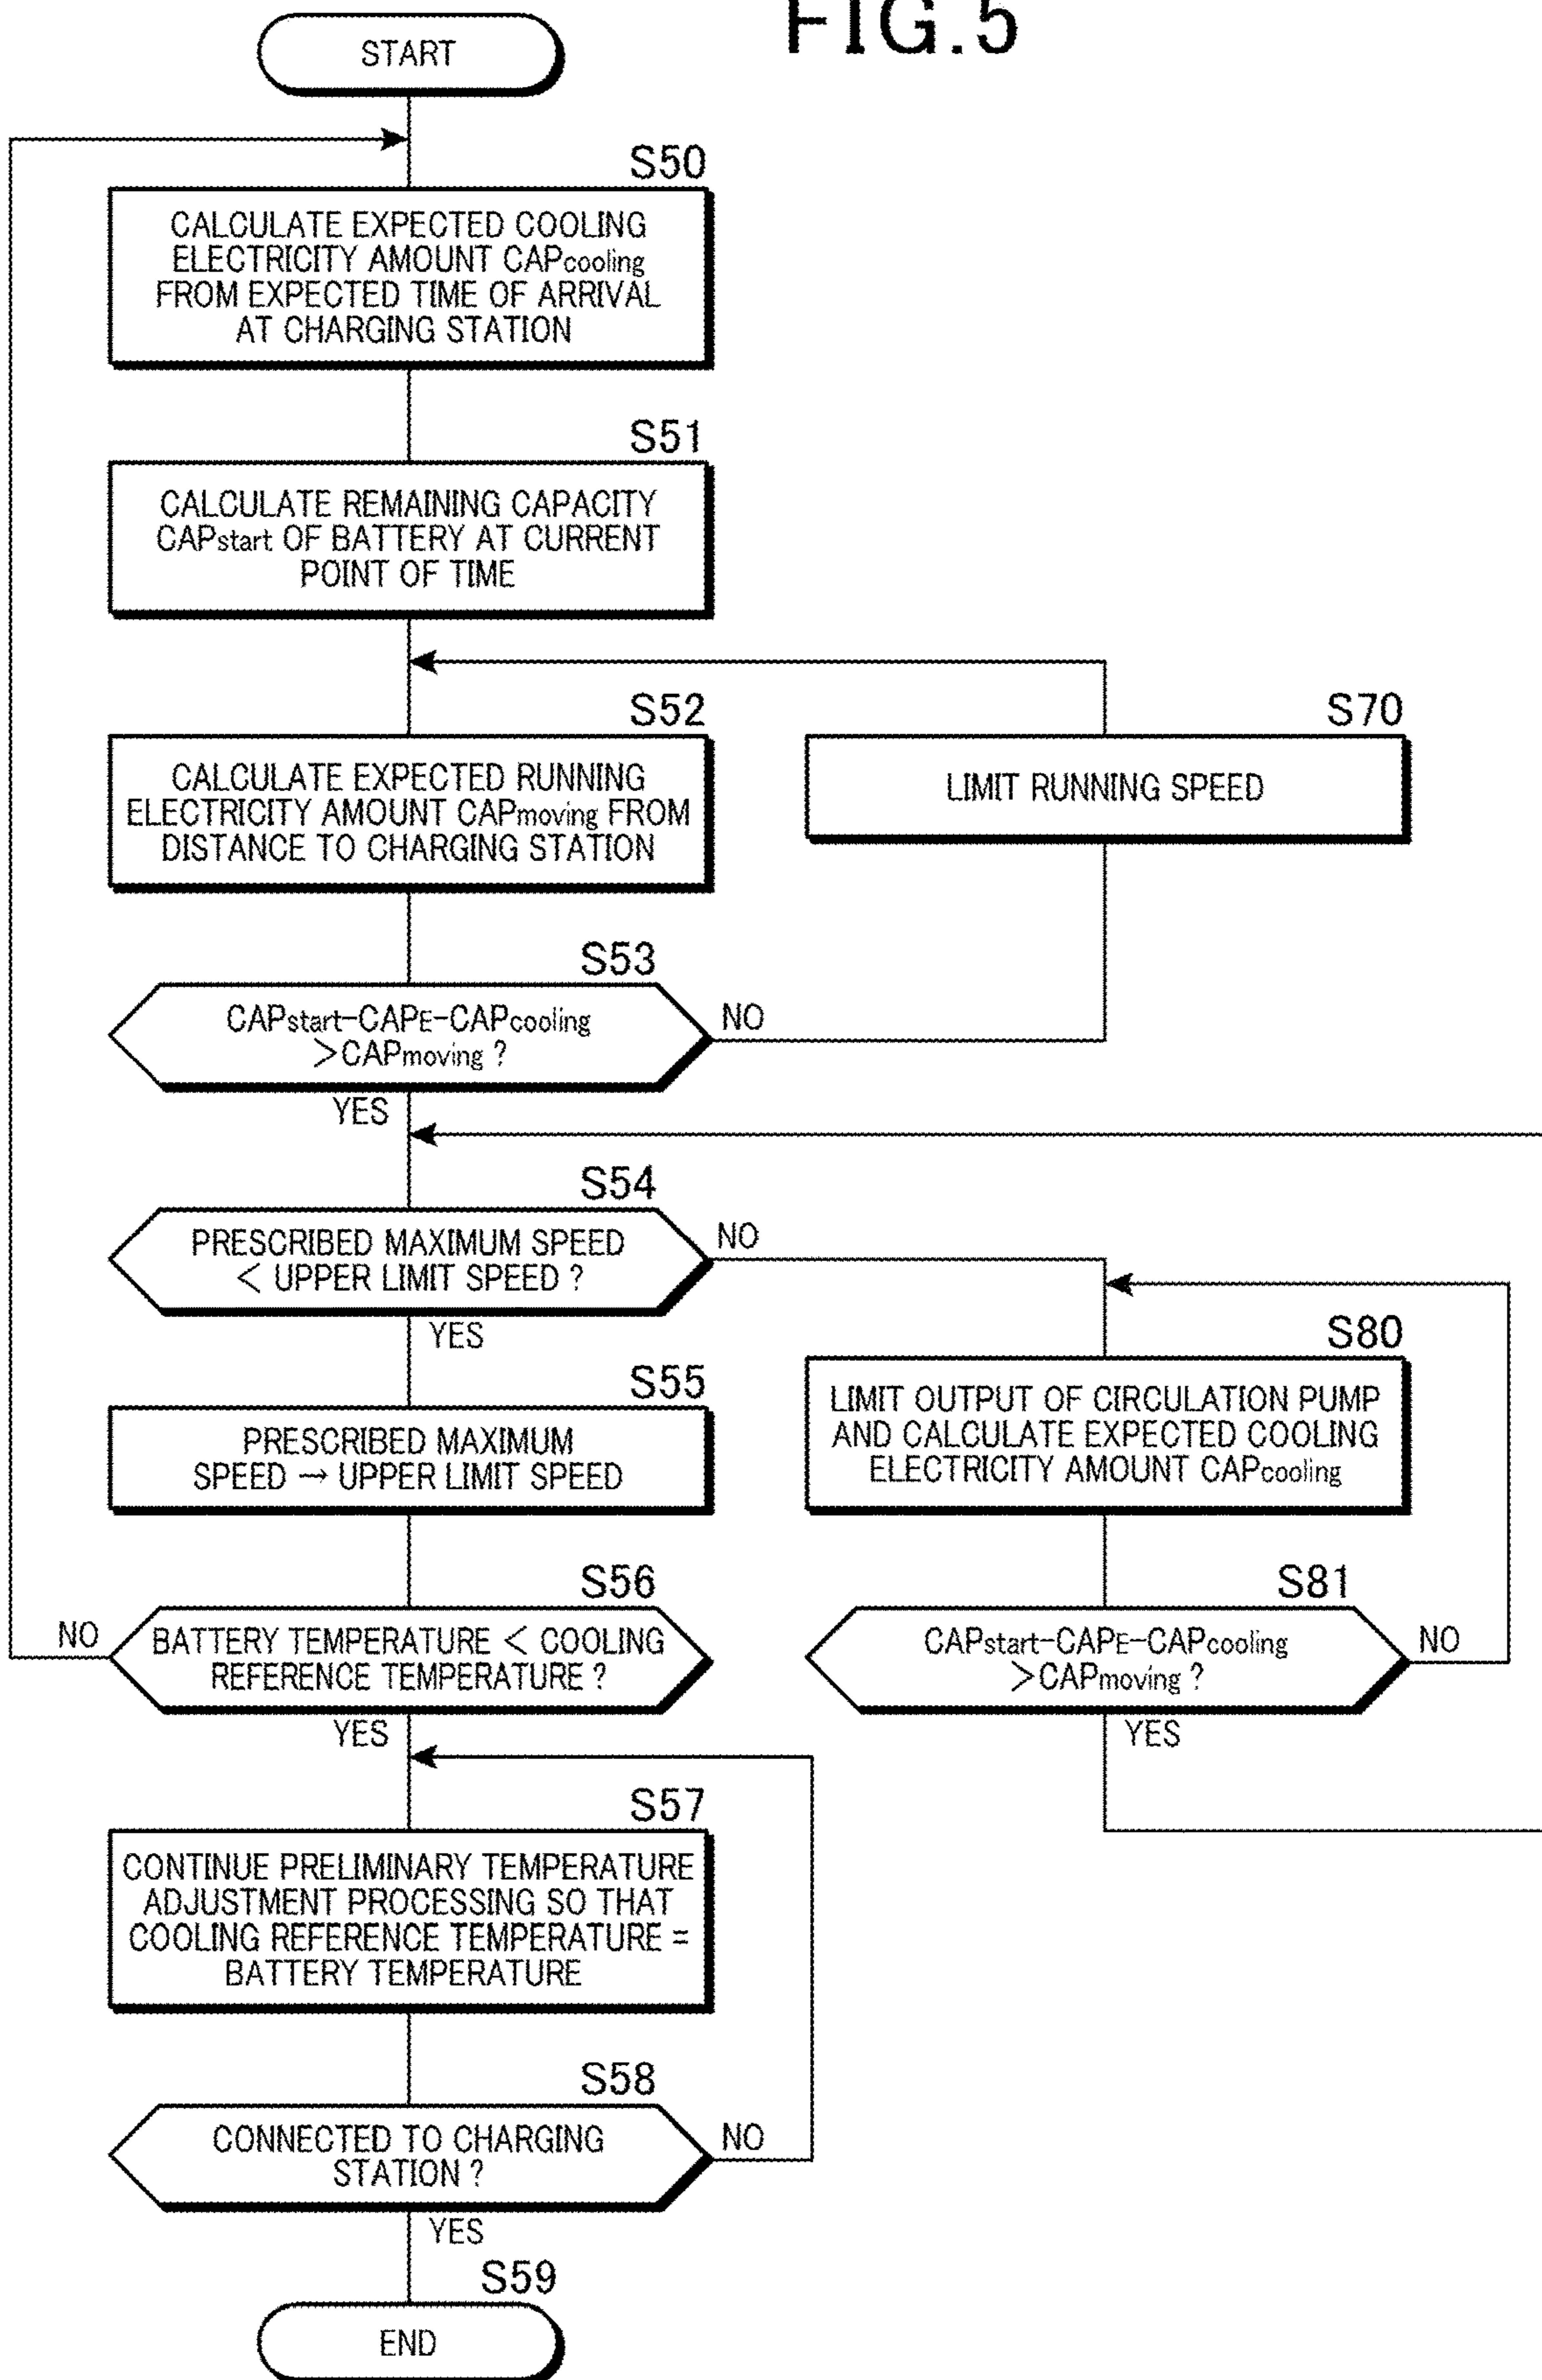 FIG.5
START
S50
CALCULATE EXPECTED COOLING
ELECTRICITY AMOUNT CAPcooling
FROM EXPECTED TIME OF ARRIVAL
AT CHARGING STATION
S51
CALCULATE REMAINING CAPACITY
CAPstart OF BATTERY AT CURRENT
POINT OF TIME
S52
CALCULATE EXPECTED RUNNING
ELECTRICITY AMOUNT CAPmoving FROM
DISTANCE TO CHARGING STATION
S70
LIMIT RUNNING SPEED
S53
CAPstart-CAPE-CAPcooling
>CAPmoving ?
NO
YES
S54
PRESCRIBED MAXIMUM SPEED
< UPPER LIMIT SPEED ?
NO
YES
S55
PRESCRIBED MAXIMUM
SPEED → UPPER LIMIT SPEED
S80
LIMIT OUTPUT OF CIRCULATION PUMP
AND CALCULATE EXPECTED COOLING
ELECTRICITY AMOUNT CAPcooling
S56
NO
BATTERY TEMPERATURE < COOLING
REFERENCE TEMPERATURE ?
YES
S81
CAPstart-CAPE-CAPcooling
>CAPmoving ?
NO
YES
S57
CONTINUE PRELIMINARY TEMPERATURE
ADJUSTMENT PROCESSING SO THAT
COOLING REFERENCE TEMPERATURE =
BATTERY TEMPERATURE
S58
CONNECTED TO CHARGING
STATION ?
NO
YES
S59
END